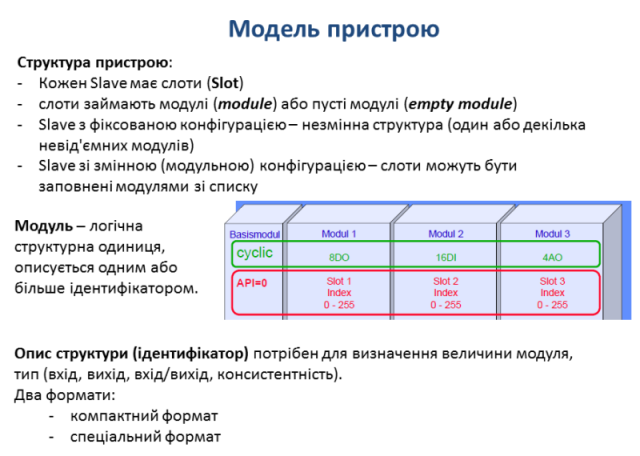 Модель пристрою
Структура пристрою:
- Кожен Slave має слоти (Slot)
- слоти займають модулі (module) або пусті модулі (empty module)
- Slave з фіксованою конфігурацією – незмінна структура (один або декілька
невід'ємних модулів)
- Slave зі змінною (модульною) конфігурацією – слоти можуть бути
заповнені модулями зі списку
Модуль – логічна
структурна одиниця,
описується одним або
більше ідентифікатором.
Basismodul Modul 1 Modul 2 Modul 3
cyclic 8DO 16DI 4AO
API=0 Slot 1 Slot 2 Slot 3
Index Index Index
0 - 255 0 - 255 0 - 255
Опис структури (ідентифікатор) потрібен для визначення величини модуля,
тип (вхід, вихід, вхід/вихід, консистентність).
Два формати:
- компактний формат
- спеціальний формат